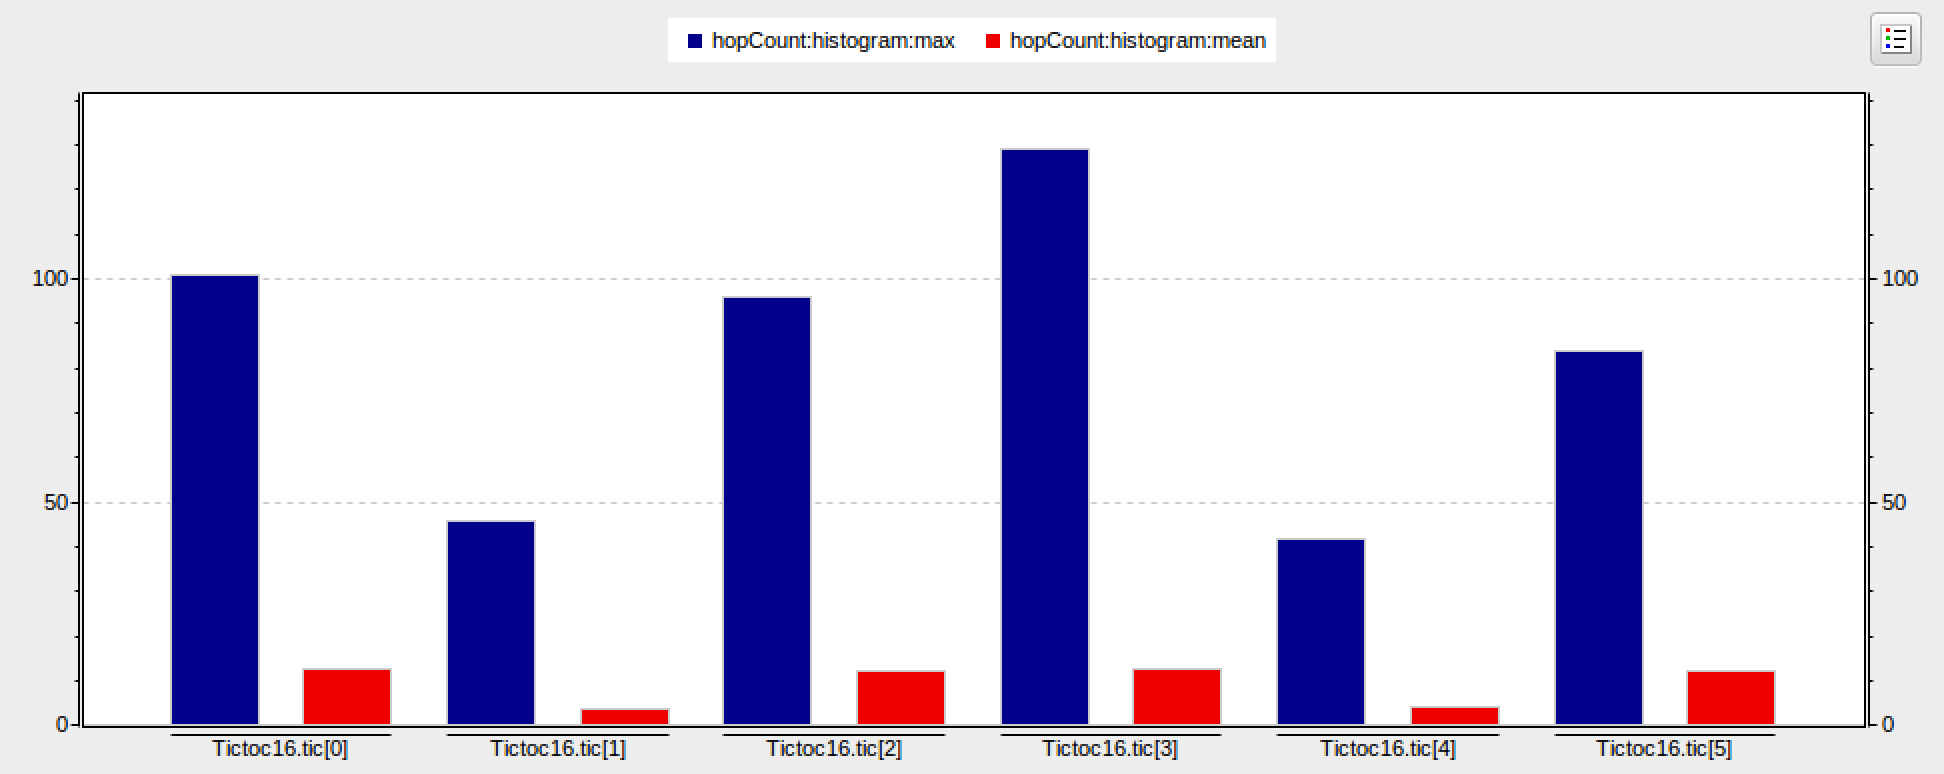 hopCount:histogram:max hopCount:histogram:mean
100 100
50 50
0 0
Tictoc16.tic[0] Tictoc16.tic[1] Tictoc16.tic[2] Tictoc16.tic[3] Tictoc16.tic[4] Tictoc16.tic[5]